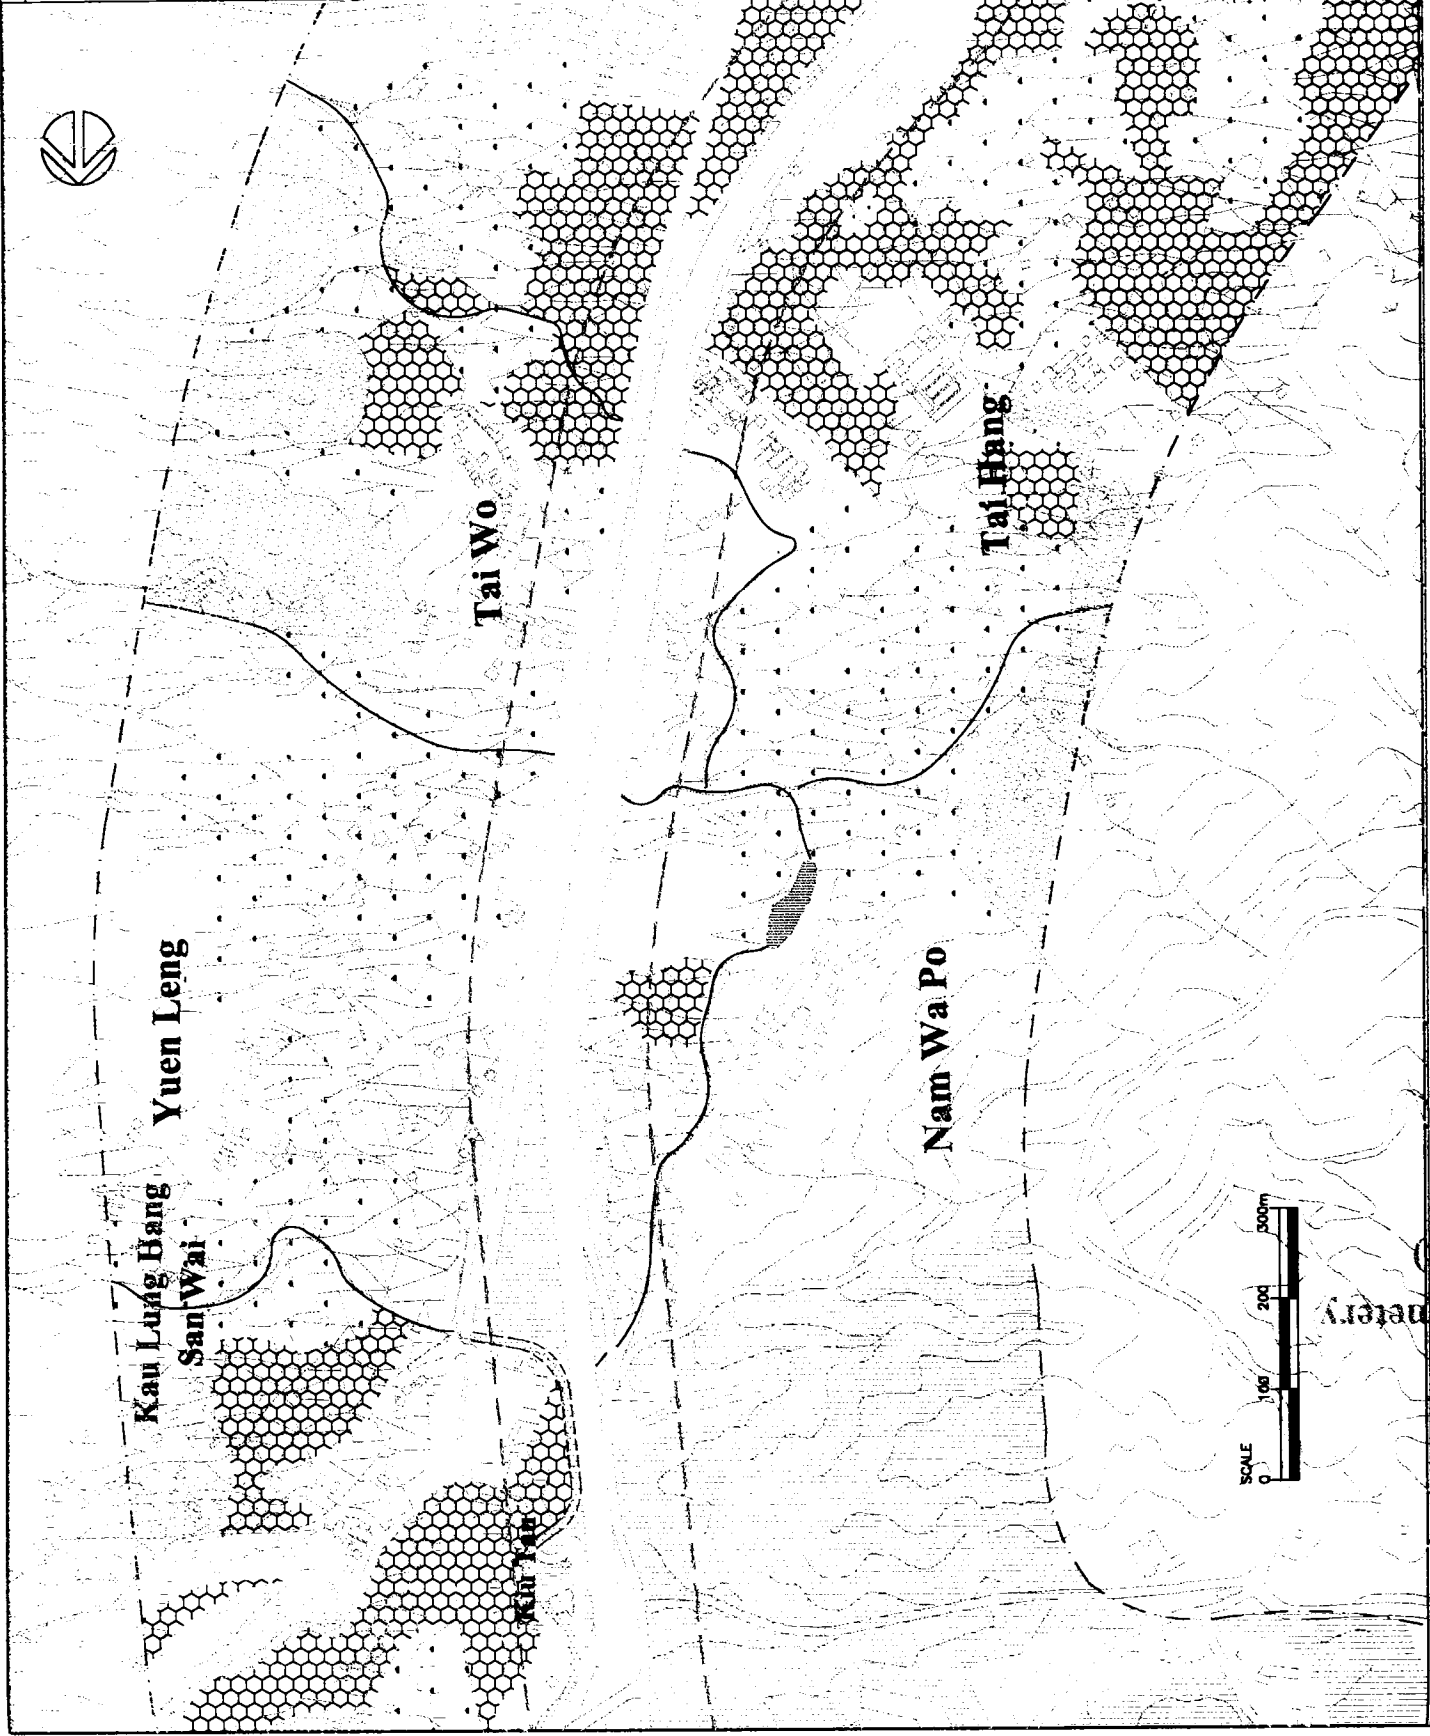 Kau Lung Hang
San Wai
Yuen Leng
Tai Wo
Kiu Tau
Tai Hang
Nam Wa Po
SCALE
0 100 200 300m